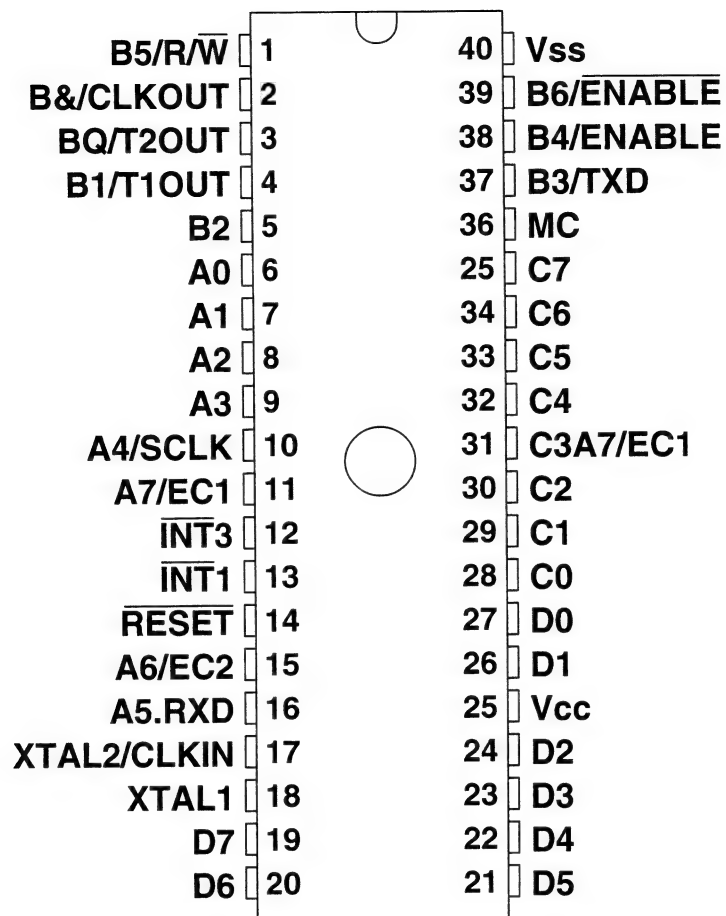 B5/R/W̅ 1 40 Vss
B&/CLKOUT 2 39 B6/E̅N̅A̅B̅L̅E̅
BQ/T2OUT 3 38 B4/ENABLE
B1/T1OUT 4 37 B3/TXD
B2 5 36 MC
A0 6 25 C7
A1 7 34 C6
A2 8 33 C5
A3 9 32 C4
A4/SCLK 10 31 C3A7/EC1
A7/EC1 11 30 C2
I̅N̅T̅3 12 29 C1
I̅N̅T̅1 13 28 C0
R̅E̅S̅E̅T̅ 14 27 D0
A6/EC2 15 26 D1
A5.RXD 16 25 Vcc
XTAL2/CLKIN 17 24 D2
XTAL1 18 23 D3
D7 19 22 D4
D6 20 21 D5